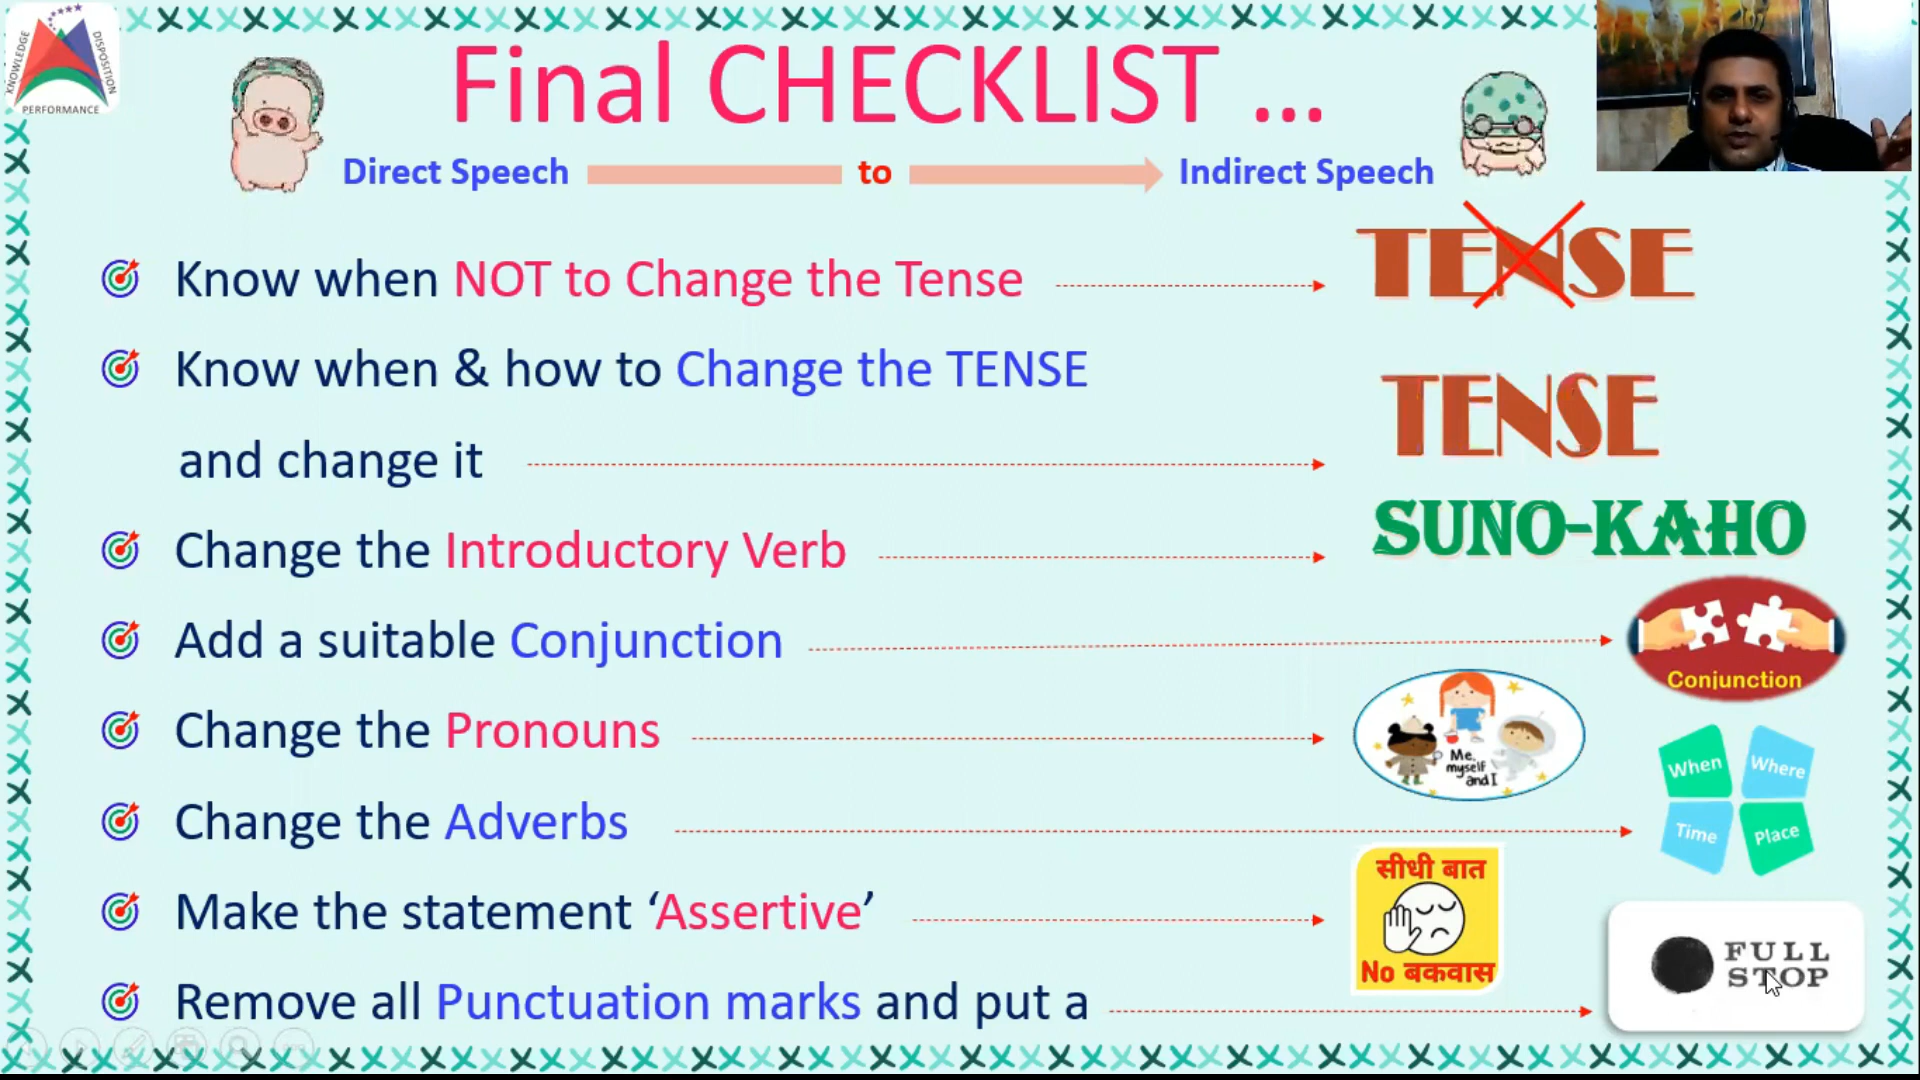 KNOWLEDGE
DISPOSITION
PERFORMANCE
Final CHECKLIST ...
Direct Speech to Indirect Speech
Know when NOT to Change the Tense
TENSE
Know when & how to Change the TENSE
and change it
TENSE
Change the Introductory Verb
SUNO-KAHO
Add a suitable Conjunction
Conjunction
Change the Pronouns
Me,
myself
and I
Change the Adverbs
When Where
Time Place
Make the statement ‘Assertive’
सीधी बात
No बकवास
Remove all Punctuation marks and put a
FULL
STOP